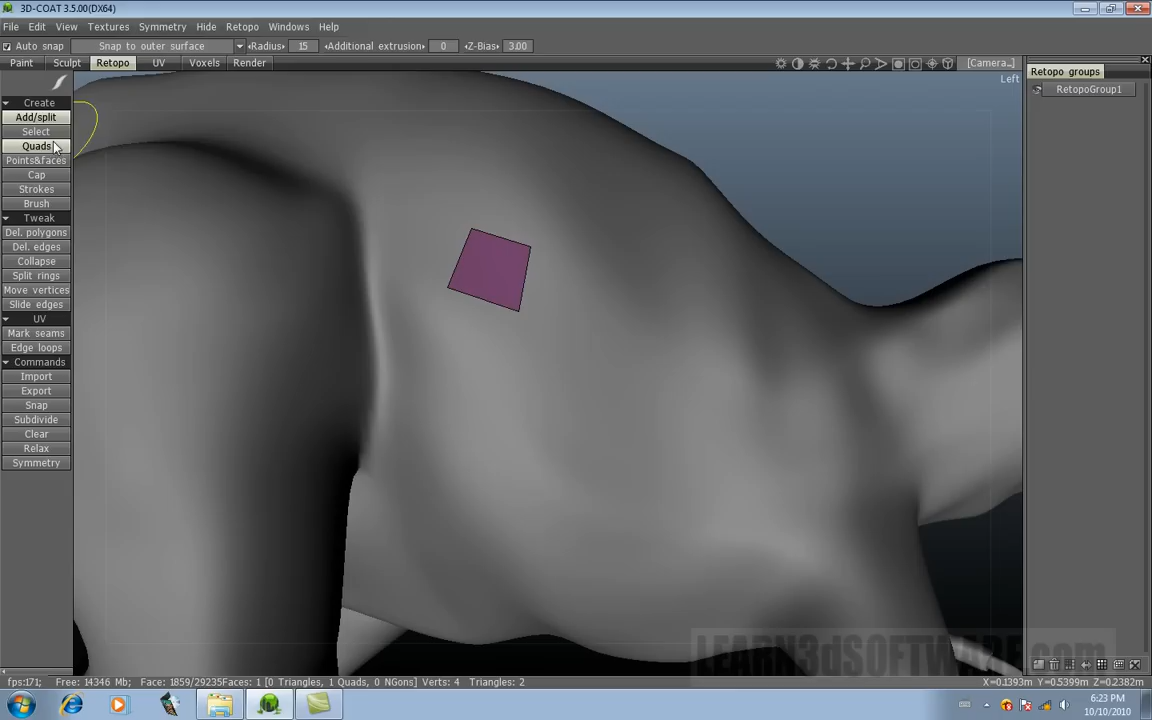 3D-COAT 3.5.00(DX64)
File Edit View Textures Symmetry Hide Retopo Windows Help
Auto snap Snap to outer surface Radius 15 Additional extrusion 0 Z-Bias 3.00
Paint Sculpt Retopo UV Voxels Render [Camera..]
Left
Retopo groups
RetopoGroup1
Create
Add/split
Select
Quads
Points&faces
Cap
Strokes
Brush
Tweak
Del. polygons
Del. edges
Collapse
Split rings
Move vertices
Slide edges
UV
Mark seams
Edge loops
Commands
Import
Export
Snap
Subdivide
Clear
Relax
Symmetry
LEARN3dSOFTWARE.COM
fps:171; Free: 14346 Mb; Face: 1859/29235Faces: 1 [0 Triangles, 1 Quads, 0 NGons] Verts: 4 Triangles: 2 X=0.1393m Y=0.5399m Z=0.2382m
6:23 PM
10/10/2010